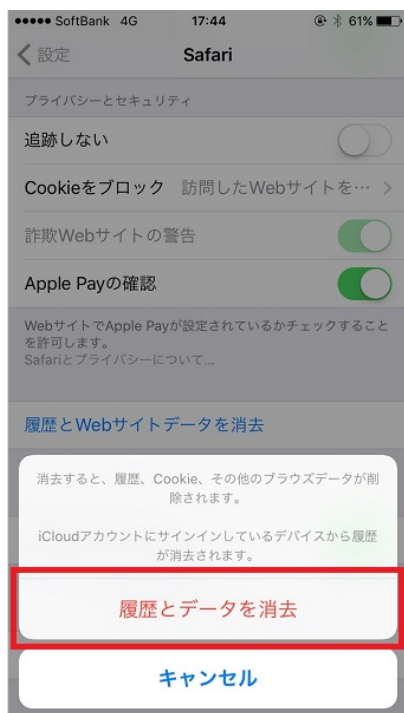 SoftBank 4G 17:44 61%
設定 Safari
プライバシーとセキュリティ
追跡しない
Cookieをブロック 訪問したWebサイトを…
詐欺Webサイトの警告
Apple Payの確認
WebサイトでApple Payが設定されているかチェックすること
を許可します。
Safariとプライバシーについて...
履歴とWebサイトデータを消去
消去すると、履歴、Cookie、その他のブラウズデータが削
除されます。
iCloudアカウントにサインインしているデバイスから履歴
が消去されます。
履歴とデータを消去
キャンセル